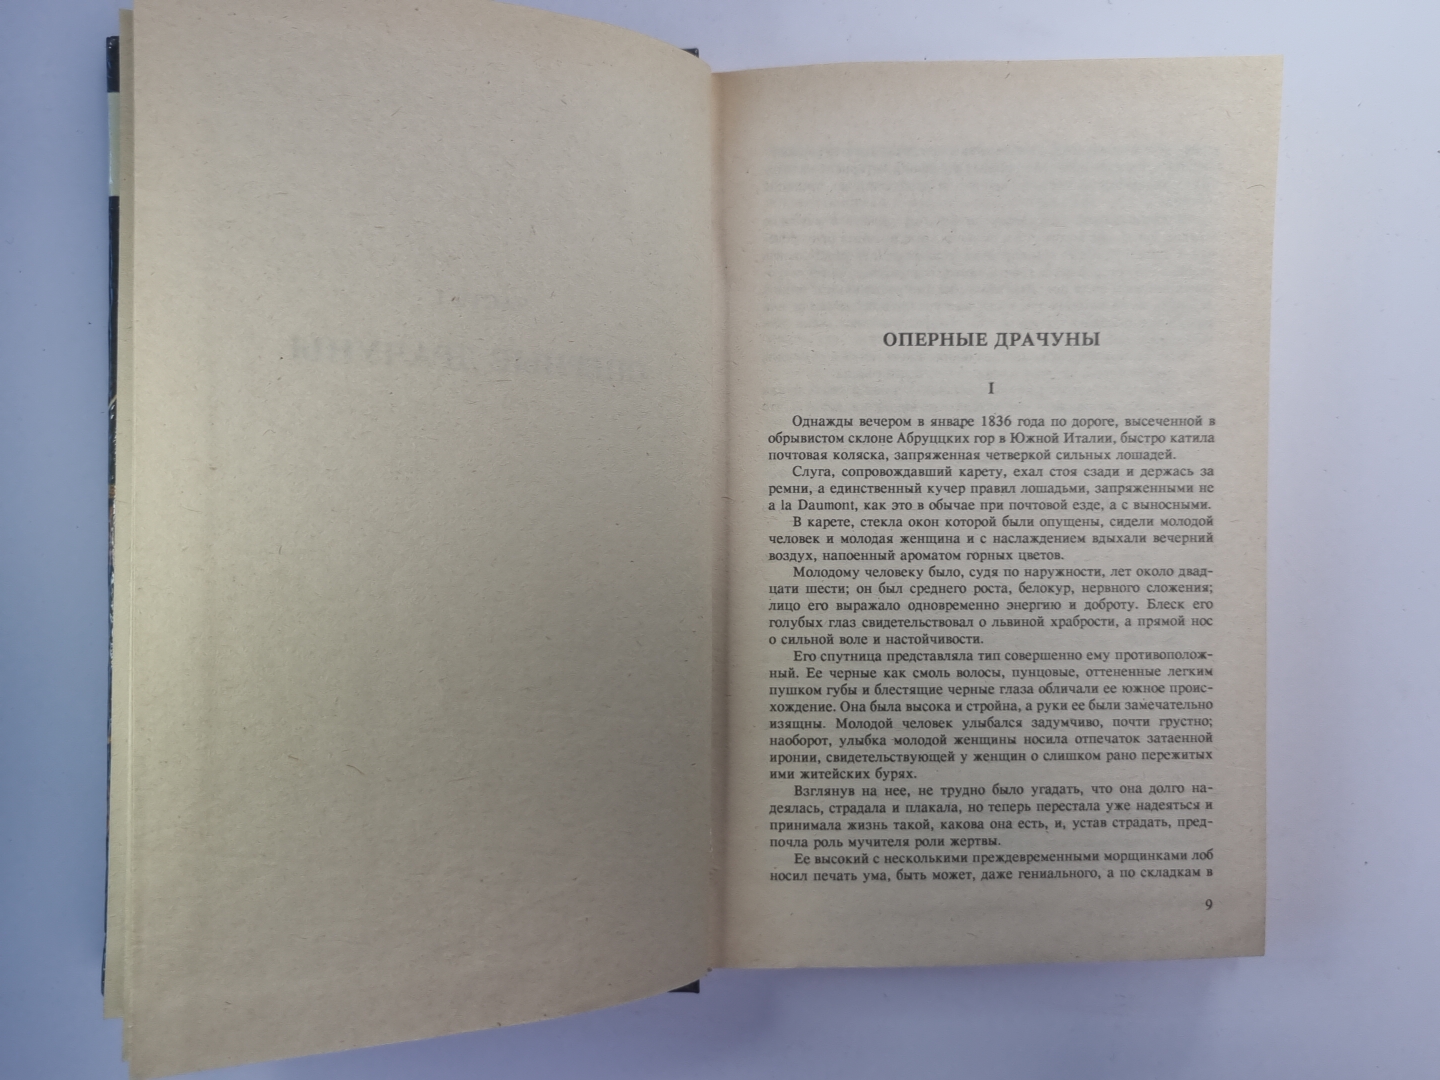 ОПЕРНЫЕ ДРАЧУНЫ
I
Однажды вечером в январе 1836 года по дороге, высеченной в
обрывистом склоне Абруццких гор в Южной Италии, быстро катила
почтовая коляска, запряженная четверкой сильных лошадей.
Слуга, сопровождавший карету, ехал стоя сзади и держась за
ремни, а единственный кучер правил лошадьми, запряженными не
a la Daumont, как это в обычае при почтовой езде, а с выносными.
В карете, стекла окон которой были опущены, сидели молодой
человек и молодая женщина и с наслаждением вдыхали вечерний
воздух, напоенный ароматом горных цветов.
Молодому человеку было, судя по наружности, лет около двад-
цати шести; он был среднего роста, белокур, нервного сложения;
лицо его выражало одновременно энергию и доброту. Блеск его
голубых глаз свидетельствовал о львиной храбрости, а прямой нос
о сильной воле и настойчивости.
Его спутница представляла тип совершенно ему противополож-
ный. Ее черные как смоль волосы, пунцовые, оттененные легким
пушком губы и блестящие черные глаза обличали ее южное проис-
хождение. Она была высока и стройна, а руки ее были замечательно
изящны. Молодой человек улыбался задумчиво, почти грустно;
наоборот, улыбка молодой женщины носила отпечаток затаенной
иронии, свидетельствующей у женщин о слишком рано пережитых
ими житейских бурях.
Взглянув на нее, не трудно было угадать, что она долго на-
деялась, страдала и плакала, но теперь перестала уже надеяться и
принимала жизнь такой, какова она есть, и, устав страдать, пред-
почла роль мучителя роли жертвы.
Ее высокий с несколькими преждевременными морщинками лоб
носил печать ума, быть может, даже гениального, а по складкам в
9